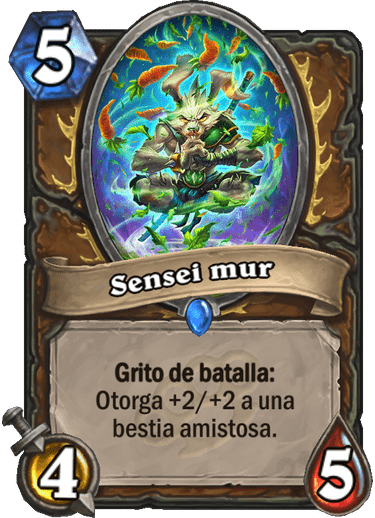 5
Sensei mur
Grito de batalla:
Otorga +2/+2 a una
bestia amistosa.
4
5